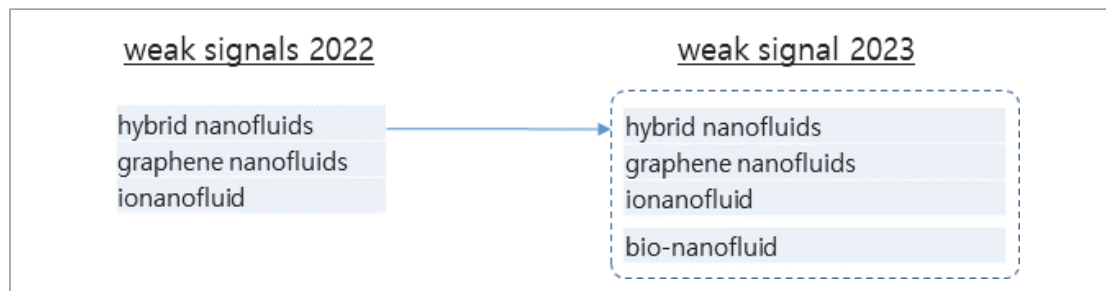 weak signals 2022
hybrid nanofluids
graphene nanofluids
ionanofluid
weak signal 2023
hybrid nanofluids
graphene nanofluids
ionanofluid
bio-nanofluid